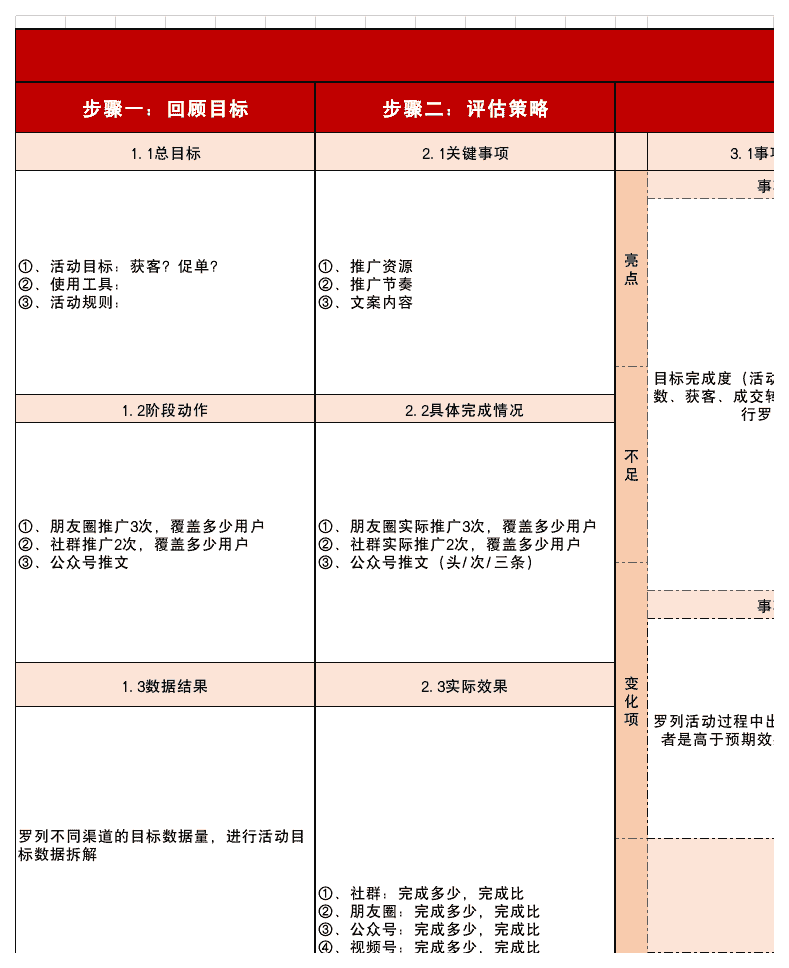 步骤一：回顾目标
步骤二：评估策略
1.1总目标
2.1关键事项
3.1事
事
①、活动目标：获客？促单？
②、使用工具：
③、活动规则：
①、推广资源
②、推广节奏
③、文案内容
亮
点
目标完成度（活动
数、获客、成交转
行罗
1.2阶段动作
2.2具体完成情况
不
足
①、朋友圈推广3次，覆盖多少用户
②、社群推广2次，覆盖多少用户
③、公众号推文
①、朋友圈实际推广3次，覆盖多少用户
②、社群实际推广2次，覆盖多少用户
③、公众号推文（头/次/三条）
事
1.3数据结果
2.3实际效果
变
化
项
罗列活动过程中出
者是高于预期效
罗列不同渠道的目标数据量，进行活动目
标数据拆解
①、社群：完成多少，完成比
②、朋友圈：完成多少，完成比
③、公众号：完成多少，完成比
④、视频号：完成多少，完成比